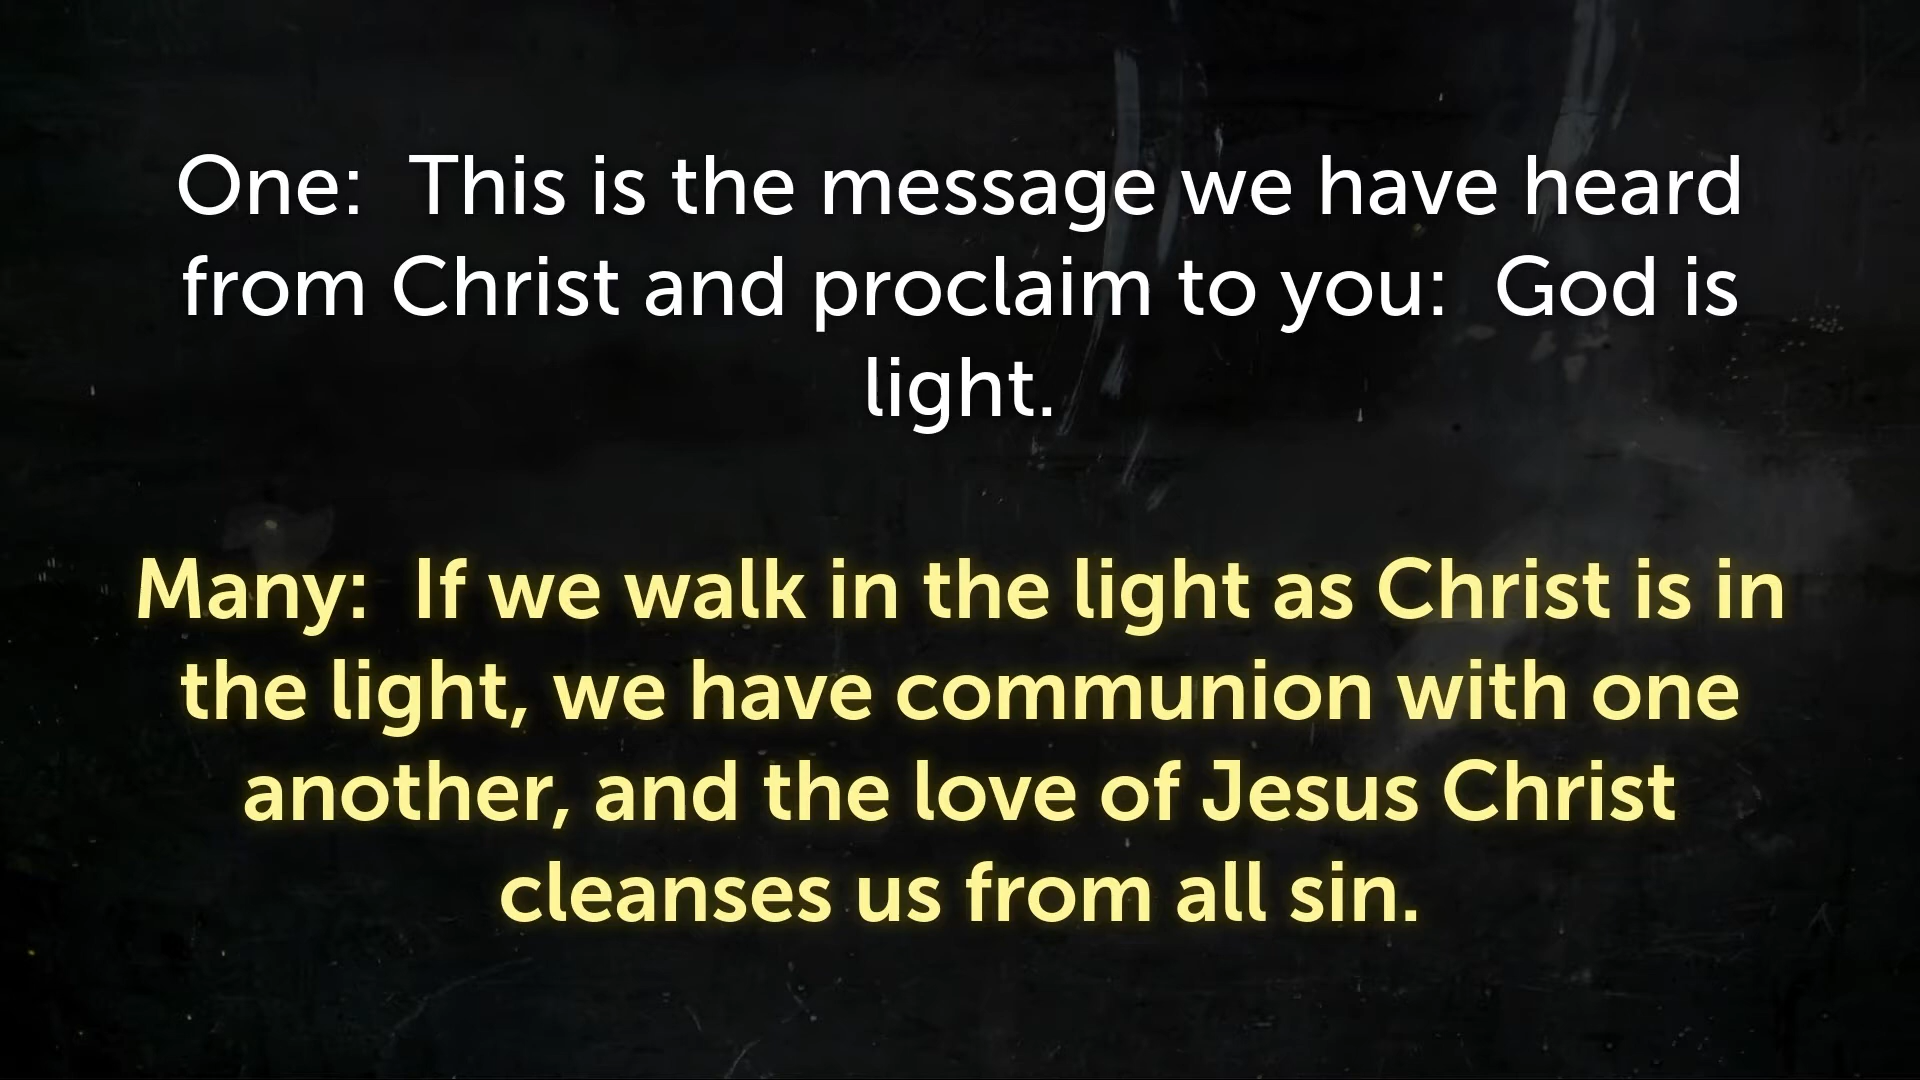 One:  This is the message we have heard
from Christ and proclaim to you:  God is
light.
Many:  If we walk in the light as Christ is in
the light, we have communion with one
another, and the love of Jesus Christ
cleanses us from all sin.